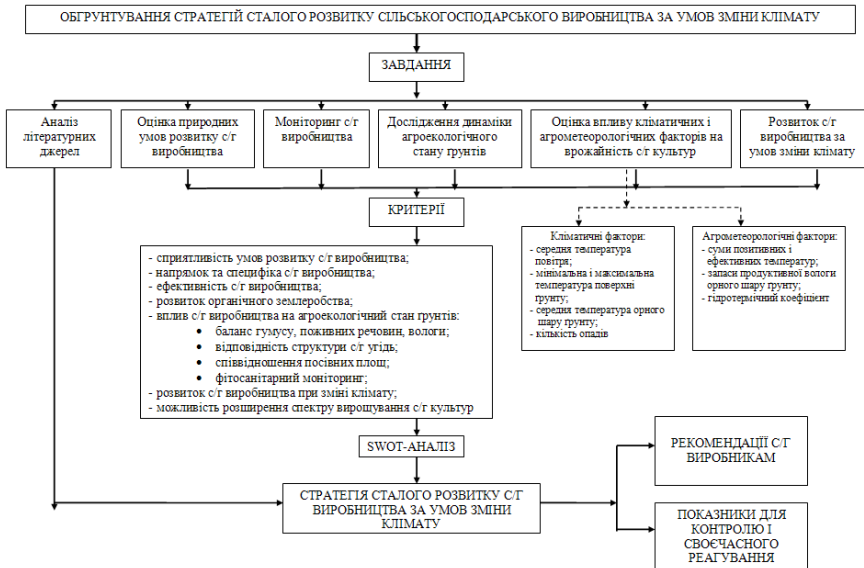 ОБГРУНТУВАННЯ СТРАТЕГІЙ СТАЛОГО РОЗВИТКУ СІЛЬСЬКОГОСПОДАРСЬКОГО ВИРОБНИЦТВА ЗА УМОВ ЗМІНИ КЛІМАТУ
ЗАВДАННЯ
Аналіз
літературних
джерел
Оцінка природних
умов розвитку с/г
виробництва
Моніторинг с/г
виробництва
Дослідження динаміки
агроекологічного
стану ґрунтів
Оцінка впливу кліматичних і
агрометеорологічних факторів на
врожайність с/г культур
Розвиток с/г
виробництва за
умов зміни клімату
КРИТЕРІЇ
- сприятливість умов розвитку с/г виробництва;
- напрямок та специфіка с/г виробництва;
- ефективність с/г виробництва;
- розвиток органічного землеробства;
- вплив с/г виробництва на агроекологічний стан ґрунтів:
• баланс гумусу, поживних речовин, вологи;
• відповідність структури с/г угідь;
• співвідношення посівних площ;
• фітосанітарний моніторинг;
- розвиток с/г виробництва при зміні клімату;
- можливість розширення спектру вирощування с/г культур
Кліматичні фактори:
- середня температура
повітря;
- мінімальна і максимальна
температура поверхні
ґрунту;
- середня температура орного
шару ґрунту;
- кількість опадів
Агрометеорологічні фактори:
- суми позитивних і
ефективних температур;
- запаси продуктивної вологи
орного шару ґрунту;
- гідротермічний коефіцієнт
SWOT-АНАЛІЗ
СТРАТЕГІЯ СТАЛОГО РОЗВИТКУ С/Г
ВИРОБНИЦТВА ЗА УМОВ ЗМІНИ
КЛІМАТУ
РЕКОМЕНДАЦІЇ С/Г
ВИРОБНИКАМ
ПОКАЗНИКИ ДЛЯ
КОНТРОЛЮ І
СВОЄЧАСНОГО
РЕАГУВАННЯ